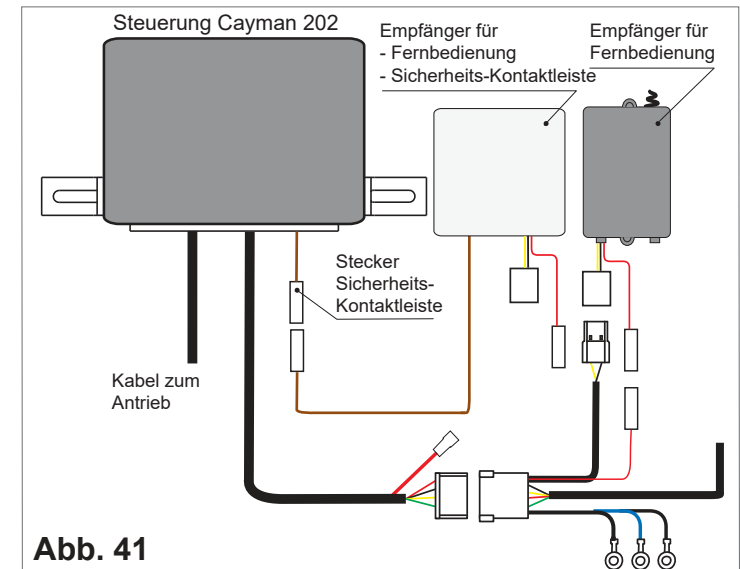 Steuerung Cayman 202
Empfänger für
- Fernbedienung
- Sicherheits-Kontaktleiste
Empfänger für
Fernbedienung
Stecker
Sicherheits-
Kontaktleiste
Kabel zum
Antrieb
Abb. 41